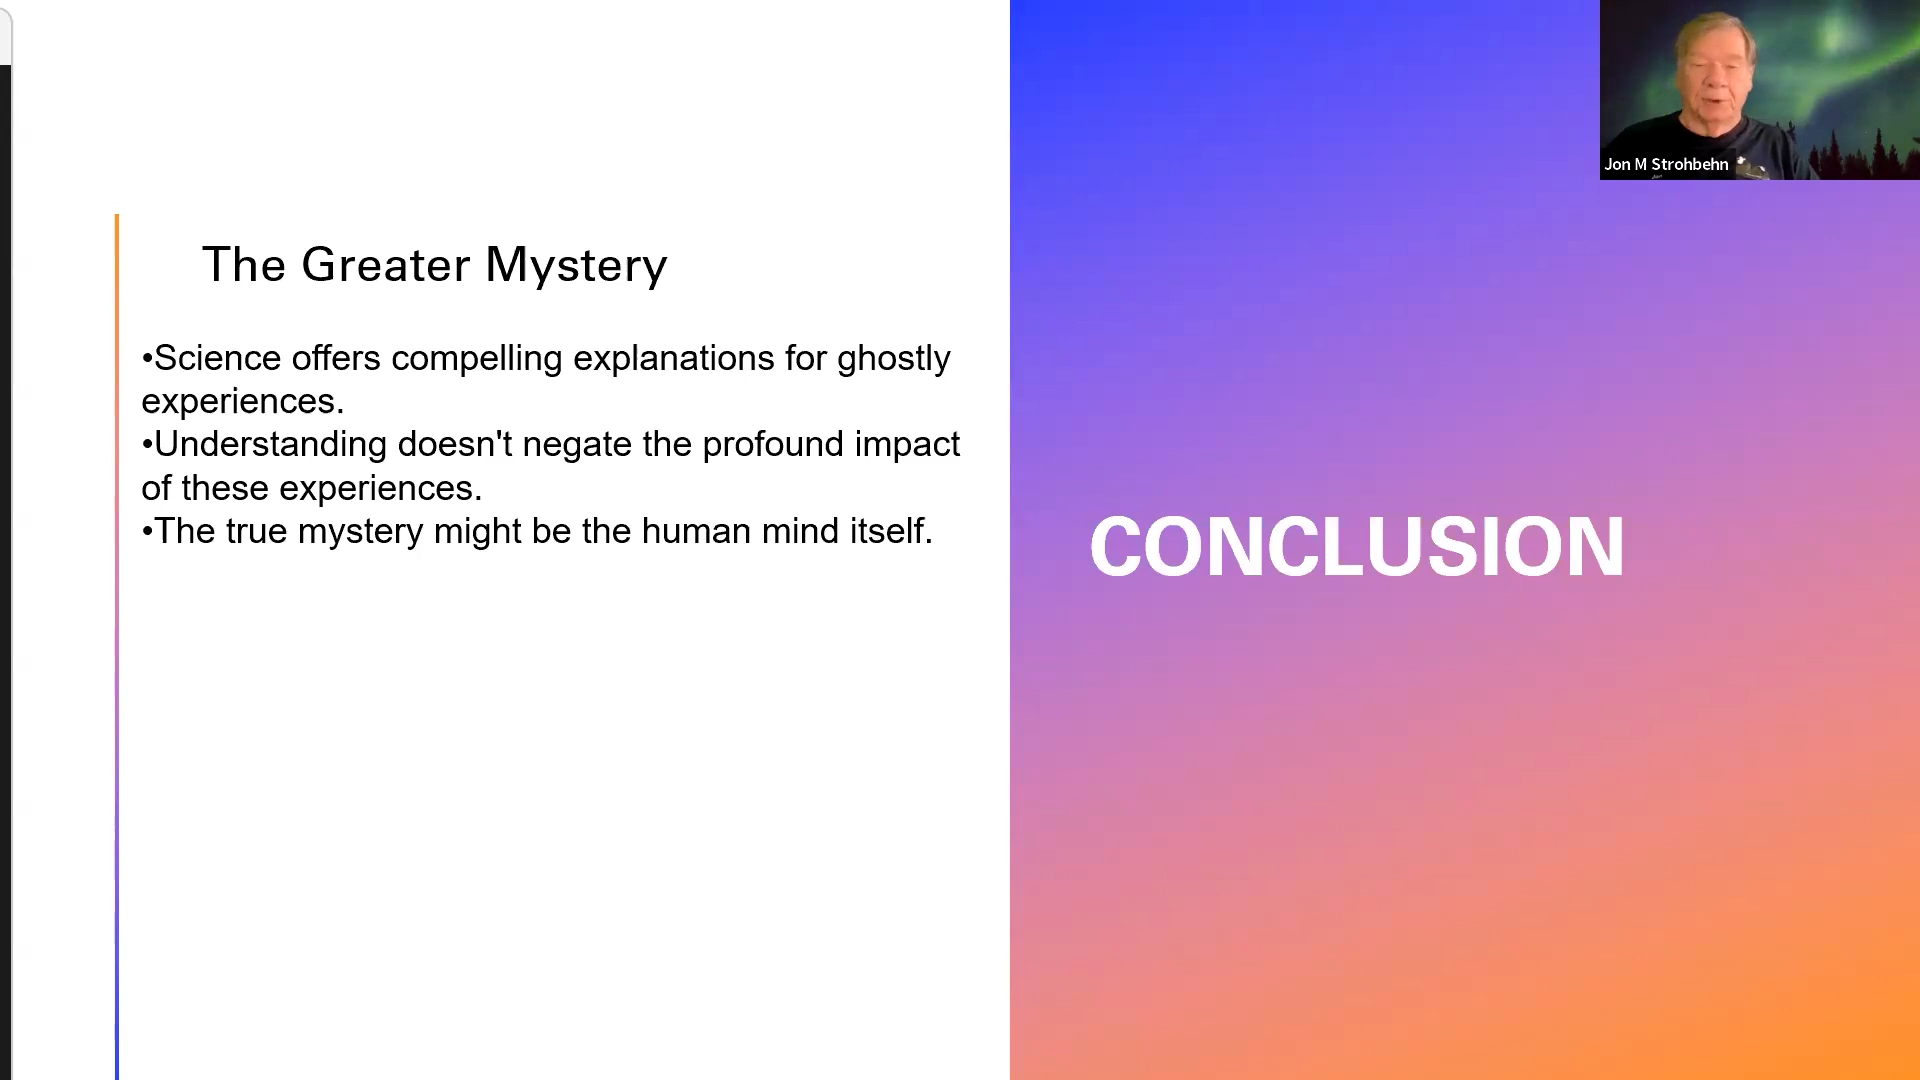 The Greater Mystery
•Science offers compelling explanations for ghostly
experiences.
•Understanding doesn't negate the profound impact
of these experiences.
•The true mystery might be the human mind itself.
CONCLUSION
Jon M Strohbehn